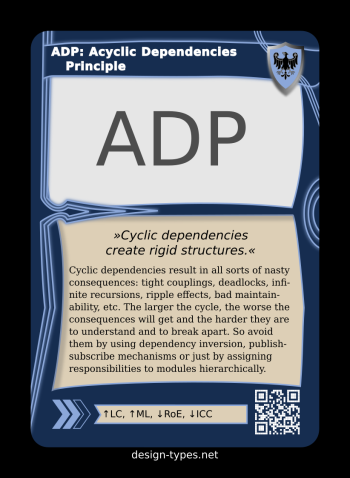 ADP: Acyclic Dependencies
Principle
ADP
»Cyclic dependencies
create rigid structures.«
Cyclic dependencies result in all sorts of nasty
consequences: tight couplings, deadlocks, infi-
nite recursions, ripple effects, bad maintain-
ability, etc. The larger the cycle, the worse the
consequences will get and the harder they are
to understand and to break apart. So avoid
them by using dependency inversion, publish-
subscribe mechanisms or just by assigning
responsibilities to modules hierarchically.
↑LC, ↑ML, ↓RoE, ↓ICC
design-types.net